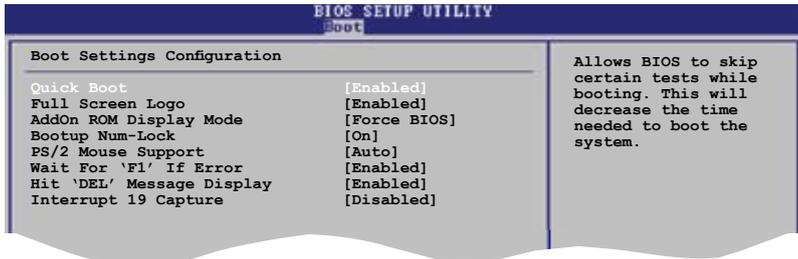 BIOS SETUP UTILITY
Boot
Boot Settings Configuration
Quick Boot [Enabled]
Full Screen Logo [Enabled]
AddOn ROM Display Mode [Force BIOS]
Bootup Num-Lock [On]
PS/2 Mouse Support [Auto]
Wait For ‘F1’ If Error [Enabled]
Hit ‘DEL’ Message Display [Enabled]
Interrupt 19 Capture [Disabled]
Allows BIOS to skip
certain tests while
booting. This will
decrease the time
needed to boot the
system.